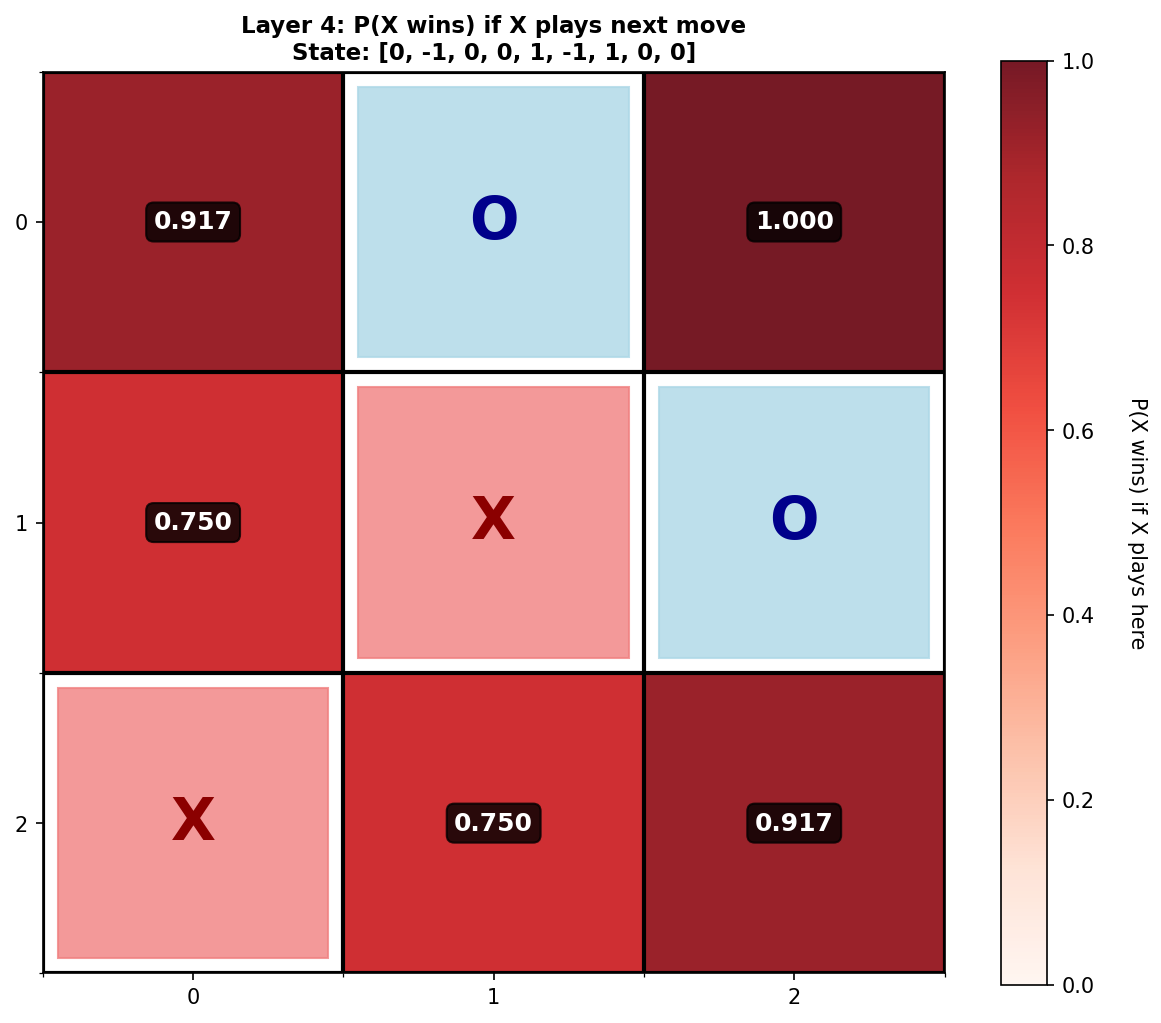 Layer 4: P(X wins) if X plays next move
State: [0, -1, 0, 0, 1, -1, 1, 0, 0]
0
0.917
O
1.000
1
0.750
X
O
2
X
0.750
0.917
0
1
2
1.0
0.8
0.6
0.4
0.2
0.0
P(X wins) if X plays here